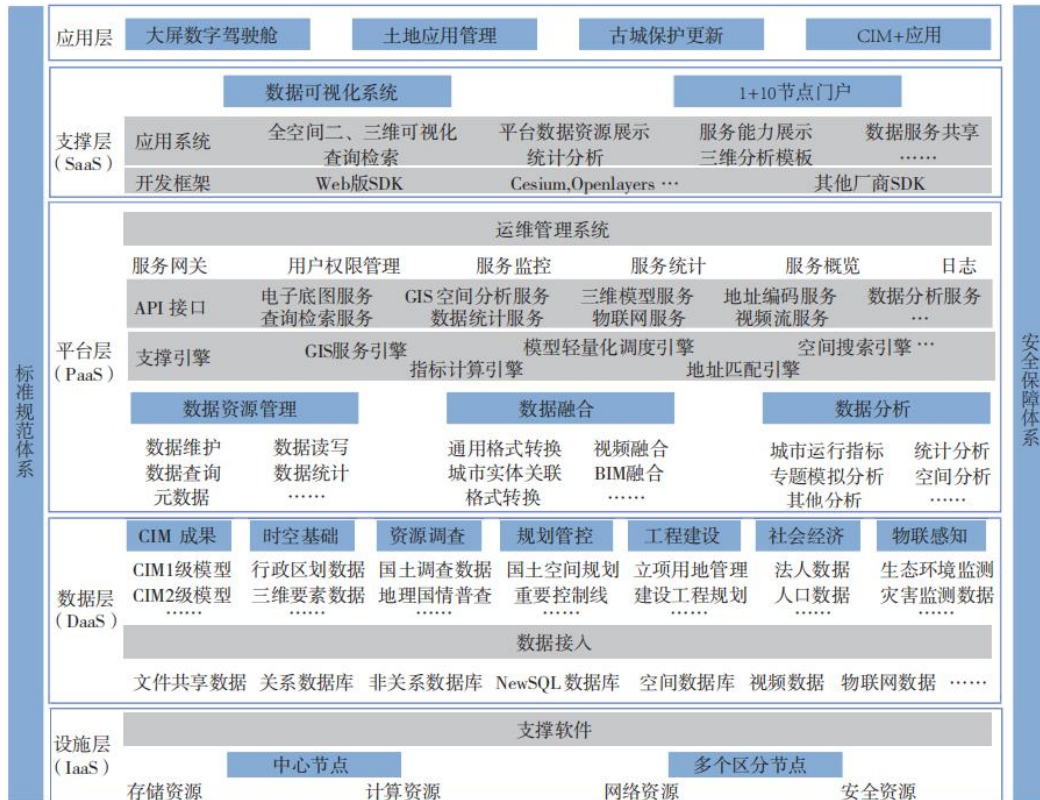 应用层 大屏数字驾驶舱 土地应用管理 古城保护更新 CIM+应用
数据可视化系统 1+10节点门户
支撑层
(SaaS)
应用系统 全空间二、三维可视化 平台数据资源展示 服务能力展示 数据服务共享
查询检索 统计分析 三维分析模板 ……
开发框架 Web版SDK Cesium,Openlayers … 其他厂商SDK
运维管理系统
服务网关 用户权限管理 服务监控 服务统计 服务概览 日志
API 接口 电子底图服务 GIS空间分析服务 三维模型服务 地址编码服务 数据分析服务
查询检索服务 数据统计服务 物联网服务 视频流服务 …
平台层
(PaaS)
支撑引擎 GIS服务引擎 模型轻量化调度引擎 空间搜索引擎 …
指标计算引擎 地址匹配引擎
数据资源管理 数据融合 数据分析
数据维护 数据读写 通用格式转换 视频融合 城市运行指标 统计分析
数据查询 数据统计 城市实体关联 BIM融合 专题模拟分析 空间分析
元数据 …… 格式转换 …… 其他分析 ……
CIM 成果 时空基础 资源调查 规划管控 工程建设 社会经济 物联感知
CIM1级模型 行政区划数据 国土调查数据 国土空间规划 立项用地管理 法人数据 生态环境监测
CIM2级模型 三维要素数据 地理国情普查 重要控制线 建设工程规划 人口数据 灾害监测数据
…… …… …… …… …… …… ……
数据层
(DaaS)
数据接入
文件共享数据 关系数据库 非关系数据库 NewSQL数据库 空间数据库 视频数据 物联网数据 ……
支撑软件
设施层
(IaaS)
中心节点 多个区分节点
存储资源 计算资源 网络资源 安全资源
标准规范体系
安全保障体系